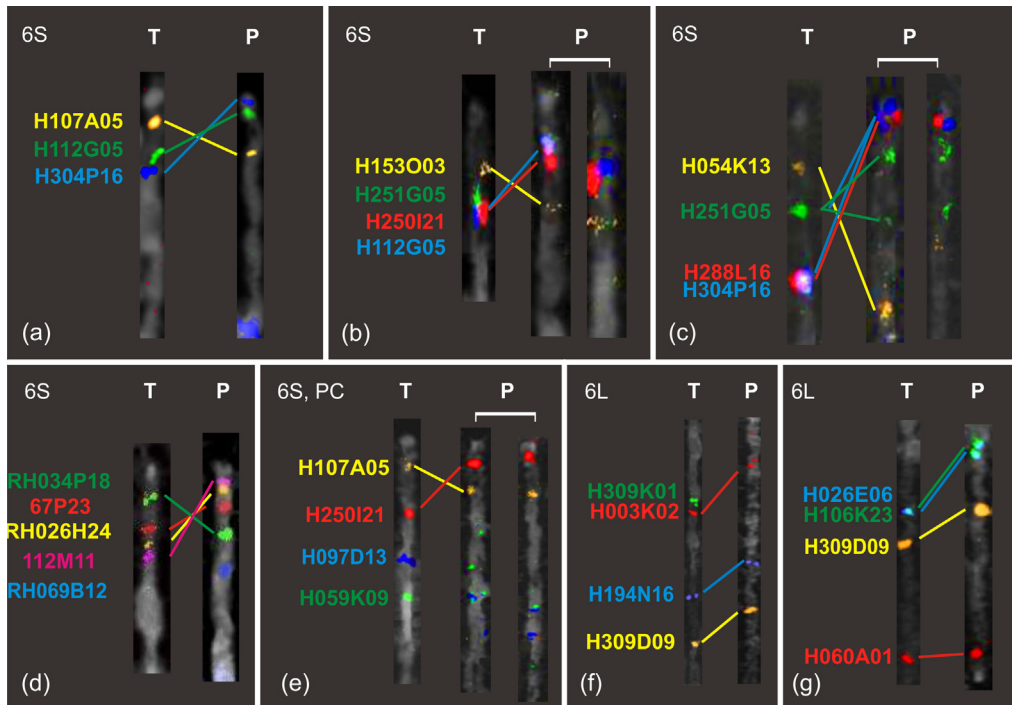 6S
T
P
H107A05
H112G05
H304P16
(a)
6S
T
P
H153O03
H251G05
H250I21
H112G05
(b)
6S
T
P
H054K13
H251G05
H288L16
H304P16
(c)
6S
T
P
RH034P18
67P23
RH026H24
112M11
RH069B12
(d)
6S, PC
T
P
H107A05
H250I21
H097D13
H059K09
(e)
6L
T
P
H309K01
H003K02
H194N16
H309D09
(f)
6L
T
P
H026E06
H106K23
H309D09
H060A01
(g)